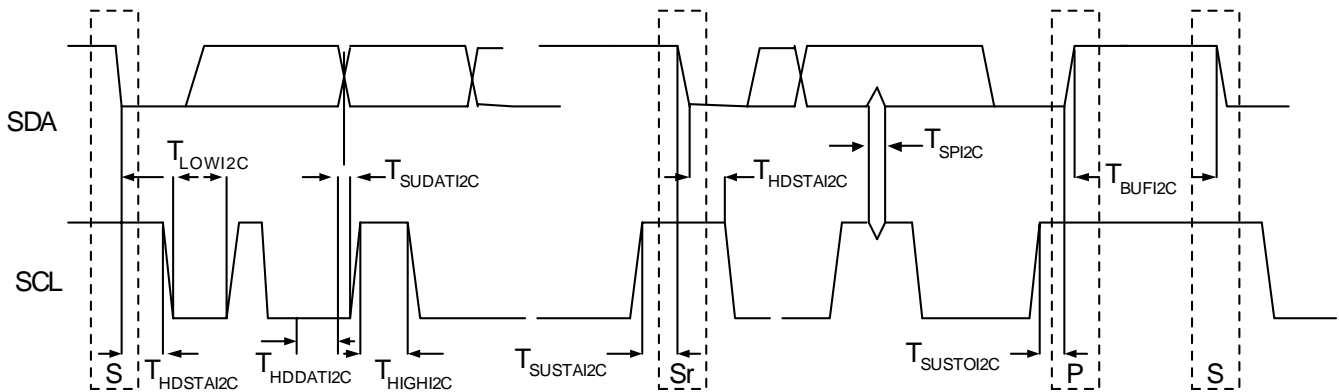 SDA
T_LOWI2C
T_SUDATI2C
T_SPI2C
T_HDSTAI2C
T_BUFI2C
SCL
S
T_HDSTAI2C
T_HDDATI2C
T_HIGHI2C
T_SUSTAI2C
Sr
T_SUSTOI2C
P
S